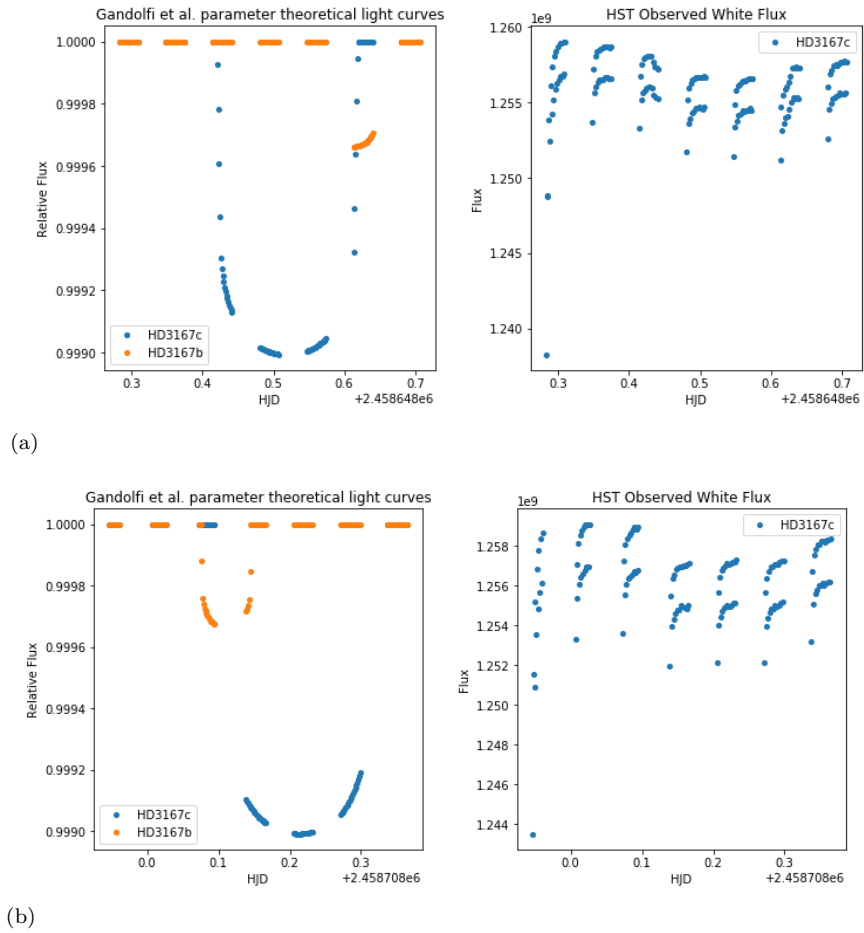 Gandolfi et al. parameter theoretical light curves
1.0000
0.9998
0.9996
0.9994
0.9992
0.9990
Relative Flux
HD3167c
HD3167b
0.3
0.4
0.5
0.6
0.7
HJD
+2.458648e6
HST Observed White Flux
1e9
1.260
1.255
1.250
1.245
1.240
Flux
HD3167c
0.3
0.4
0.5
0.6
0.7
HJD
+2.458648e6
(a)
Gandolfi et al. parameter theoretical light curves
1.0000
0.9998
0.9996
0.9994
0.9992
0.9990
Relative Flux
HD3167c
HD3167b
0.0
0.1
0.2
0.3
HJD
+2.458708e6
HST Observed White Flux
1e9
1.258
1.256
1.254
1.252
1.250
1.248
1.246
1.244
Flux
HD3167c
0.0
0.1
0.2
0.3
HJD
+2.458708e6
(b)